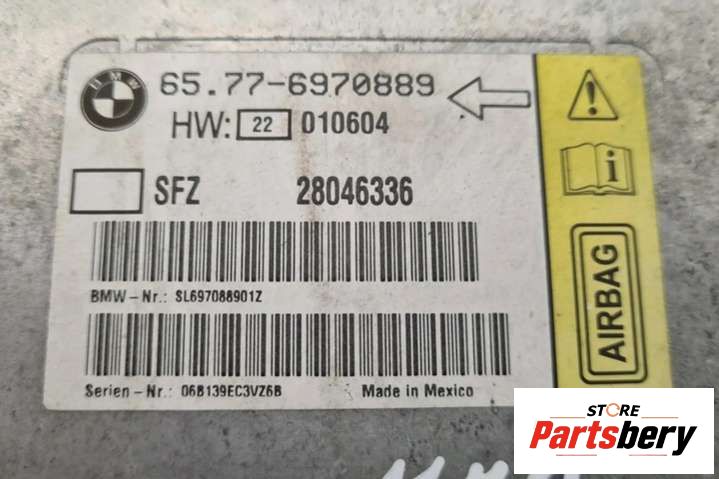 BMW
65.77-6970889
HW: 22 010604
SFZ 28046336
BMW-Nr.: SL697088901Z
Serien-Nr.: 06B139EC3VZ6B
Made in Mexico
i
AIRBAG
STORE
Partsbery